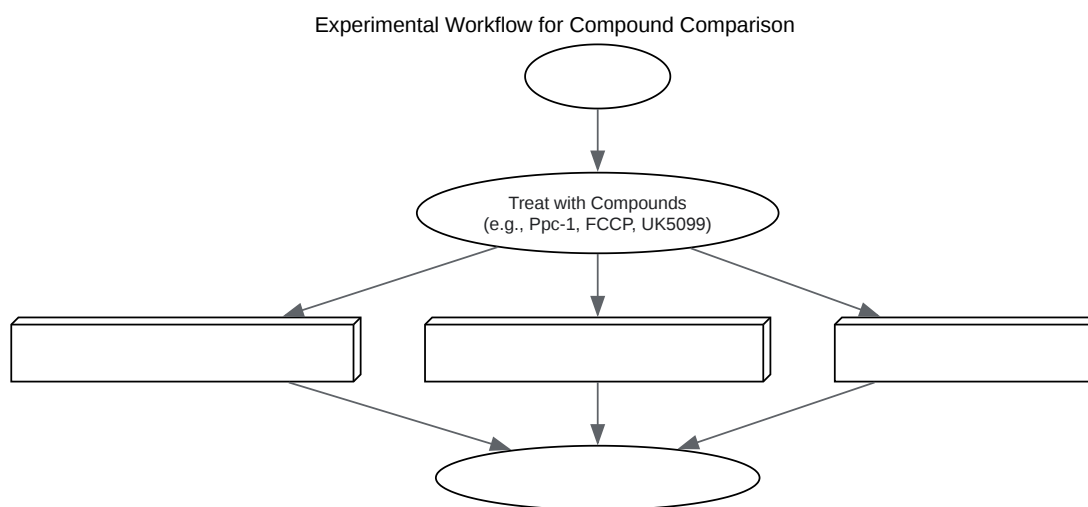 Experimental Workflow for Compound Comparison
Treat with Compounds
(e.g., Ppc-1, FCCP, UK5099)